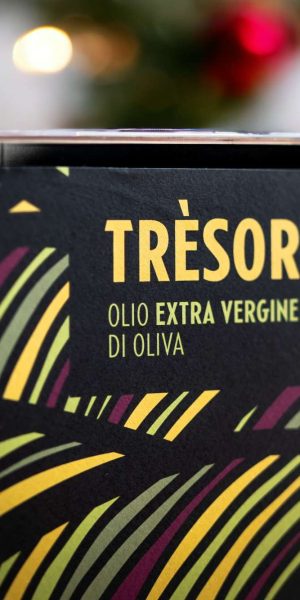 TRÈSOR
OLIO EXTRA VERGINE
DI OLIVA